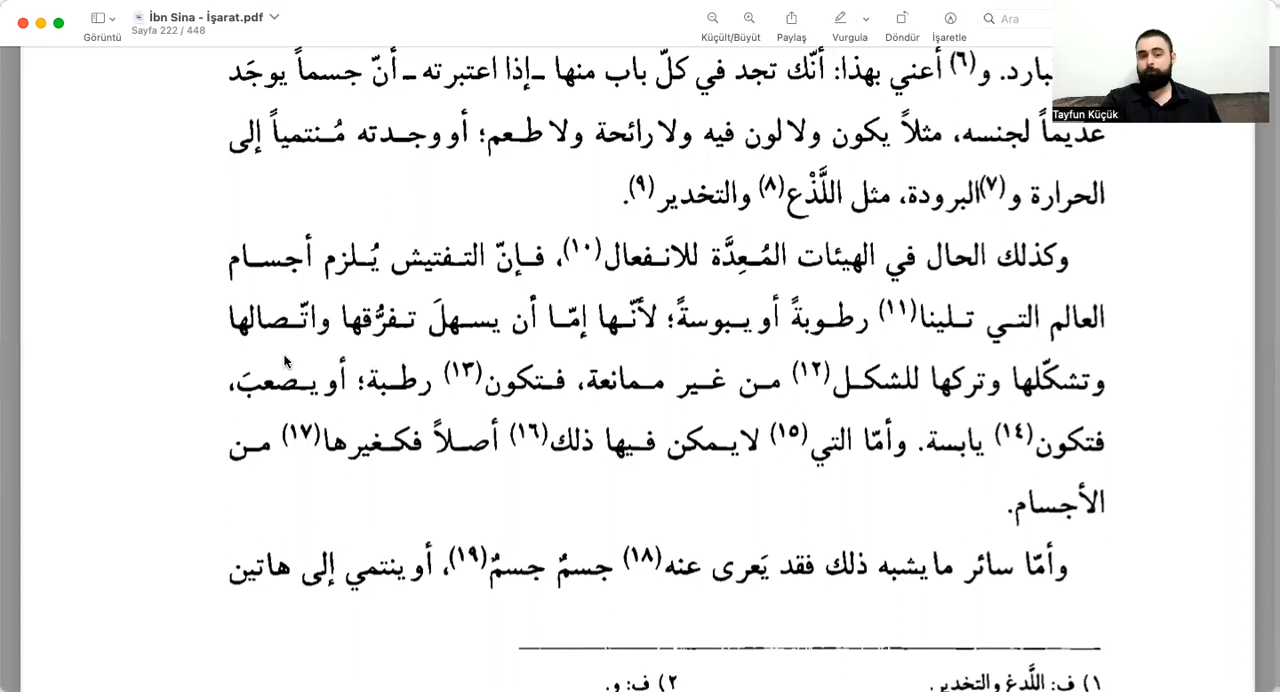 İbn Sina - İşarat.pdf
Sayfa 222 / 448
Görüntü
Küçült/Büyüt
Paylaş
Vurgula
Döndür
İşaretle
Ara
Tayfun Küçük
بارد. و(٦) أعني بهذا: أنّك تجد في كلّ باب منها ـ إذا اعتبرته ـ أنّ جسماً يوجَد
عديماً لجنسه، مثلاً يكون ولا لون فيه ولا رائحة ولا طعم؛ أو وجدته مُنتمياً إلى
الحرارة و(٧)البرودة، مثل اللَّذْع(٨) والتخدير(٩).
وكذلك الحال في الهيئات المُعِدَّة للانفعال(١٠)، فإنّ التفتيش يُلزم أجسام
العالم التي تلينا(١١) رطوبةً أو يبوسةً؛ لأنّها إمّا أن يسهلَ تفرُّقها واتّصالها
وتشكّلها وتركها للشكل(١٢) من غير ممانعة، فتكون(١٣) رطبة؛ أو يصعبَ،
فتكون(١٤) يابسة. وأمّا التي(١٥) لا يمكن فيها ذلك(١٦) أصلاً فكغيرها(١٧) من
الأجسام.
وأمّا سائر ما يشبه ذلك فقد يَعرى عنه(١٨) جسمٌ جسمٌ(١٩)، أو ينتمي إلى هاتين
١) ف: اللَّدغ والتخدير. ٢) ف: و.